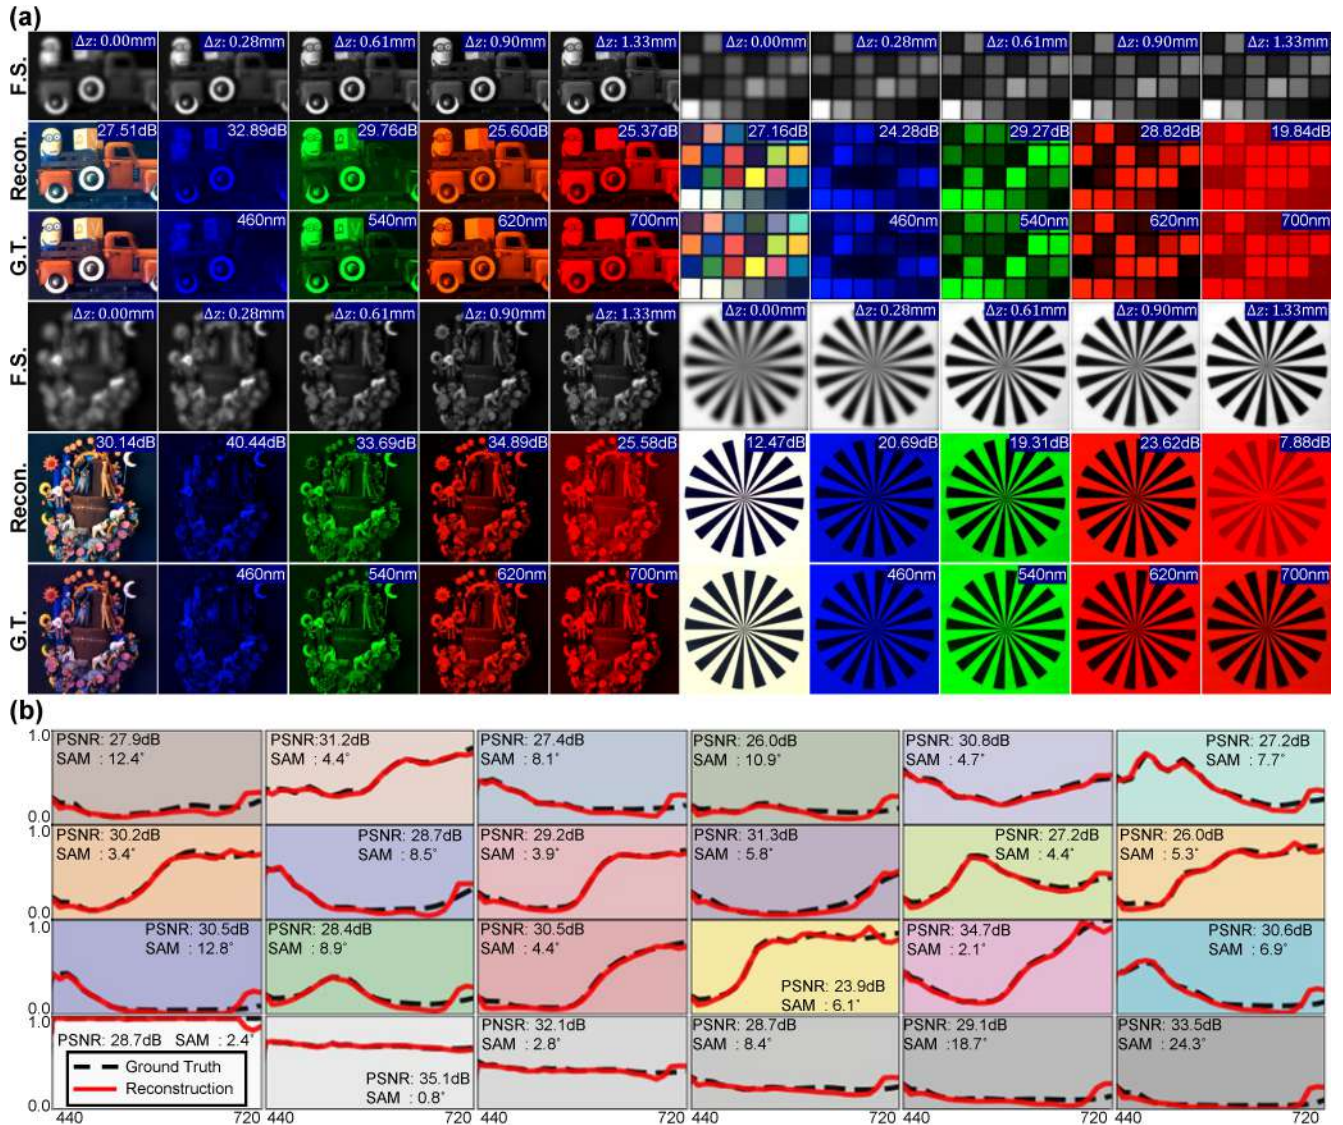 (a)
F.S.
Δz: 0.00mm Δz: 0.28mm Δz: 0.61mm Δz: 0.90mm Δz: 1.33mm Δz: 0.00mm Δz: 0.28mm Δz: 0.61mm Δz: 0.90mm Δz: 1.33mm
Recon.
27.51dB 32.89dB 29.76dB 25.60dB 25.37dB 27.16dB 24.28dB 29.27dB 28.82dB 19.84dB
G.T.
460nm 540nm 620nm 700nm 460nm 540nm 620nm 700nm
F.S.
Δz: 0.00mm Δz: 0.28mm Δz: 0.61mm Δz: 0.90mm Δz: 1.33mm Δz: 0.00mm Δz: 0.28mm Δz: 0.61mm Δz: 0.90mm Δz: 1.33mm
Recon.
30.14dB 40.44dB 33.69dB 34.89dB 25.58dB 12.47dB 20.69dB 19.31dB 23.62dB 7.88dB
G.T.
460nm 540nm 620nm 700nm 460nm 540nm 620nm 700nm
(b)
1.0
PSNR: 27.9dB PSNR:31.2dB PSNR: 27.4dB PSNR: 26.0dB PSNR: 30.8dB PSNR: 27.2dB
SAM : 12.4° SAM : 4.4° SAM : 8.1° SAM : 10.9° SAM : 4.7° SAM : 7.7°
0.0
1.0
PSNR: 30.2dB PSNR: 28.7dB PSNR: 29.2dB PSNR: 31.3dB PSNR: 27.2dB PSNR: 26.0dB
SAM : 3.4° SAM : 8.5° SAM : 3.9° SAM : 5.8° SAM : 4.4° SAM : 5.3°
0.0
1.0
PSNR: 30.5dB PSNR: 28.4dB PSNR: 30.5dB PSNR: 23.9dB PSNR: 34.7dB PSNR: 30.6dB
SAM : 12.8° SAM : 8.9° SAM : 4.4° SAM : 6.1° SAM : 2.1° SAM : 6.9°
0.0
1.0
PSNR: 28.7dB SAM : 2.4° PSNR: 35.1dB PNSR: 32.1dB PSNR: 28.7dB PSNR: 29.1dB PSNR: 33.5dB
SAM : 0.8° SAM : 2.8° SAM : 8.4° SAM :18.7° SAM : 24.3°
Ground Truth
Reconstruction
0.0
440 720 440 720 440 720 440 720 440 720 440 720